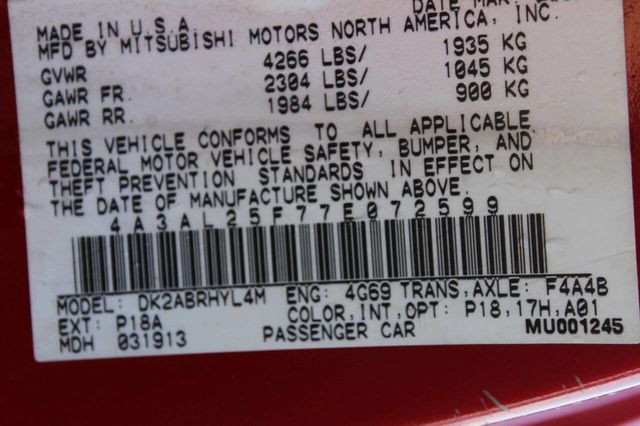 DATE MAR.
MADE IN U.S.A
MFD BY MITSUBISHI MOTORS NORTH AMERICA, INC.
GVWR 4266 LBS/ 1935 KG
GAWR FR. 2304 LBS/ 1045 KG
GAWR RR. 1984 LBS/ 900 KG
THIS VEHICLE CONFORMS TO ALL APPLICABLE
FEDERAL MOTOR VEHICLE SAFETY, BUMPER, AND
THEFT PREVENTION STANDARDS IN EFFECT ON
THE DATE OF MANUFACTURE SHOWN ABOVE.
4A3AL25F77E072599
MODEL: DK2ABRHYL4M ENG: 4G69 TRANS,AXLE: F4A4B
EXT: P18A COLOR,INT,OPT: P18,17H,A01
MDH 031913 PASSENGER CAR MU001245